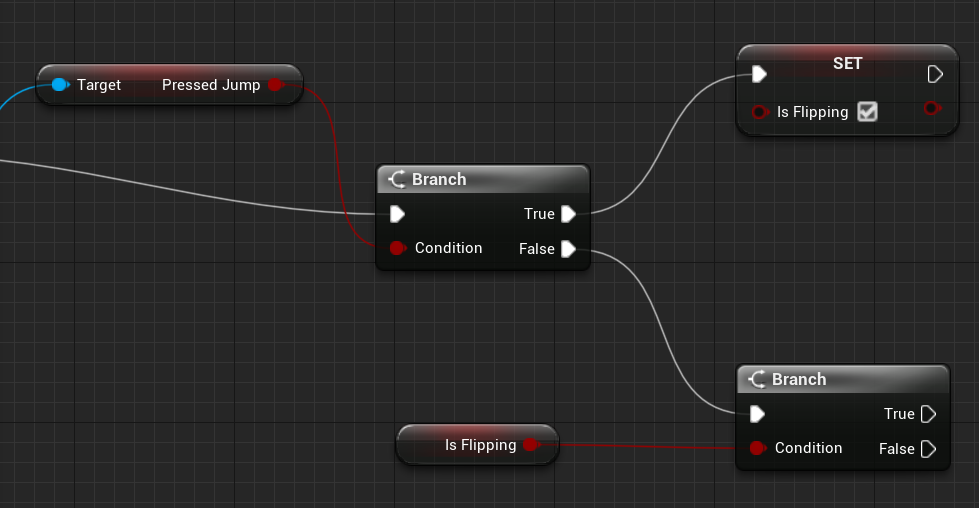 SET
Target Pressed Jump
Is Flipping
Branch
True
Condition False
Branch
True
Is Flipping
Condition False